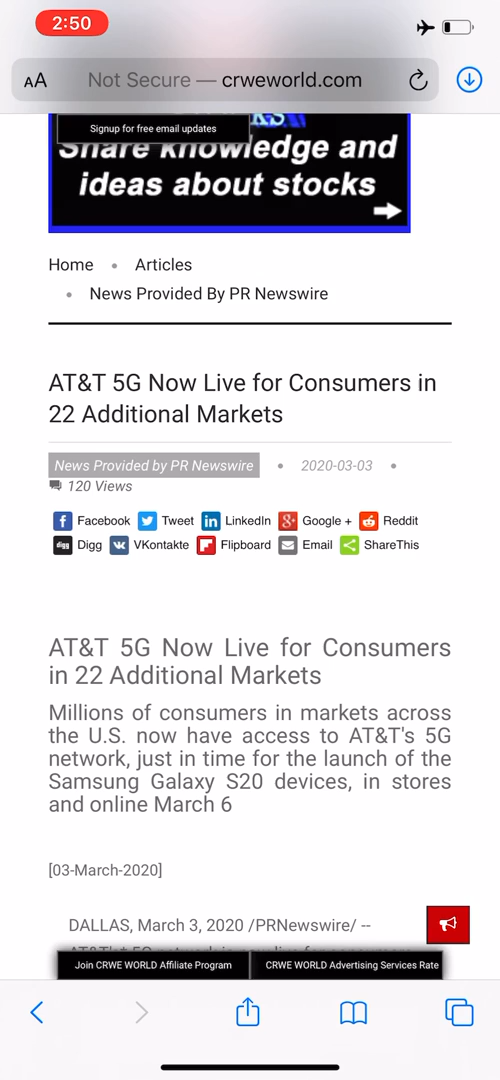 2:50
AA Not Secure — crweworld.com
Signup for free email updates
Share knowledge and
ideas about stocks
Home • Articles
• News Provided By PR Newswire
AT&T 5G Now Live for Consumers in
22 Additional Markets
News Provided by PR Newswire • 2020-03-03 •
120 Views
Facebook Tweet LinkedIn Google + Reddit
Digg VKontakte Flipboard Email ShareThis
AT&T 5G Now Live for Consumers
in 22 Additional Markets
Millions of consumers in markets across
the U.S. now have access to AT&T's 5G
network, just in time for the launch of the
Samsung Galaxy S20 devices, in stores
and online March 6
[03-March-2020]
DALLAS, March 3, 2020 /PRNewswire/ --
Join CRWE WORLD Affiliate Program CRWE WORLD Advertising Services Rate